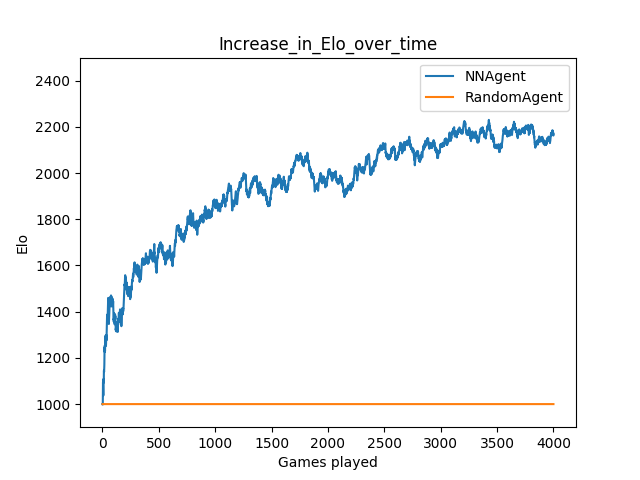 Increase_in_Elo_over_time
NNAgent
RandomAgent
2400
2200
2000
1800
1600
1400
1200
1000
Elo
0 500 1000 1500 2000 2500 3000 3500 4000
Games played